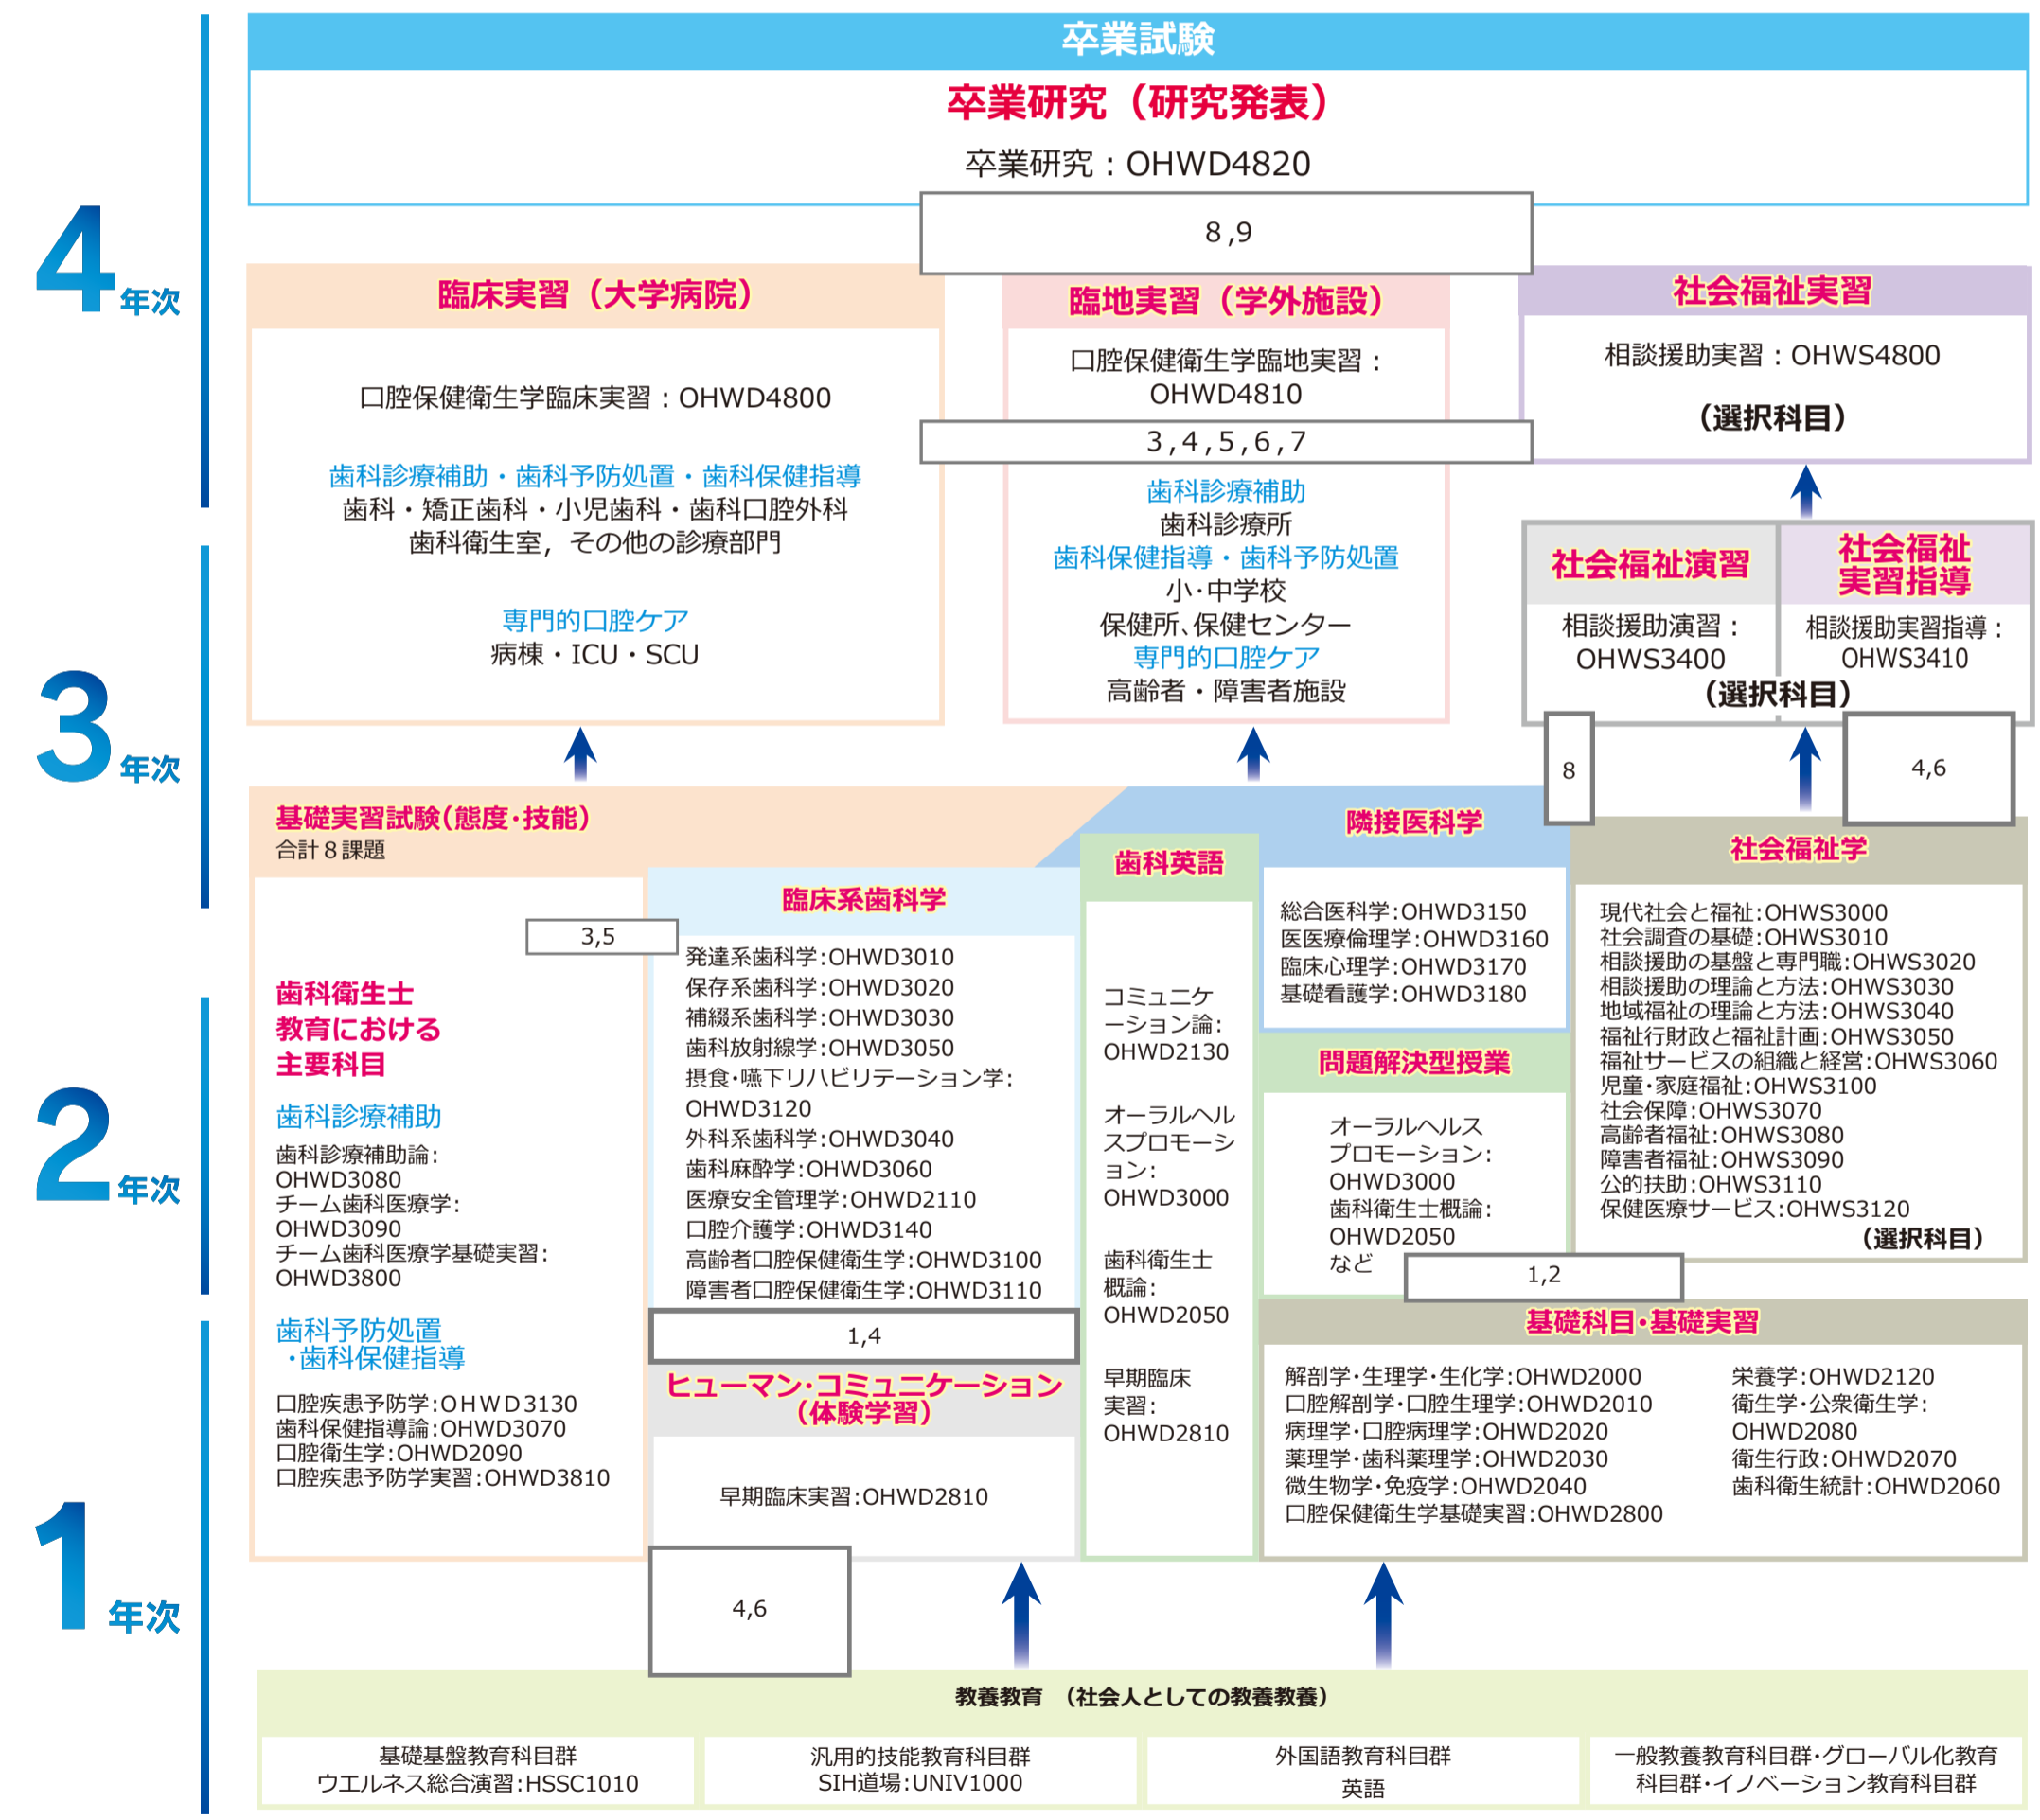 卒業試験
卒業研究（研究発表）
卒業研究：OHWD4820
8 ,9
4年次
臨床実習（大学病院）
口腔保健衛生学臨床実習：OHWD4800
歯科診療補助・歯科予防処置・歯科保健指導
歯科・矯正歯科・小児歯科・歯科口腔外科
歯科衛生室，その他の診療部門
専門的口腔ケア
病棟・ICU・SCU
臨地実習（学外施設）
口腔保健衛生学臨地実習：
OHWD4810
3 , 4 , 5 , 6 , 7
歯科診療補助
歯科診療所
歯科保健指導・歯科予防処置
小・中学校
保健所、保健センター
専門的口腔ケア
高齢者・障害者施設
社会福祉実習
相談援助実習：OHWS4800
（選択科目）
3年次
社会福祉演習
相談援助演習：
OHWS3400
社会福祉
実習指導
相談援助実習指導：
OHWS3410
（選択科目）
8
4,6
基礎実習試験（態度・技能）
合計８課題
3,5
歯科衛生士
教育における
主要科目
歯科診療補助
歯科診療補助論：
OHWD3080
チーム歯科医療学：
OHWD3090
チーム歯科医療学基礎実習：
OHWD3800
歯科予防処置
・歯科保健指導
口腔疾患予防学：OＨＷＤ3130
歯科保健指導論：OHWD3070
口腔衛生学：OHWD2090
口腔疾患予防学実習：OHWD3810
臨床系歯科学
発達系歯科学：OHWD3010
保存系歯科学：OHWD3020
補綴系歯科学：OHWD3030
歯科放射線学：OHWD3050
摂食・嚥下リハビリテーション学：
OHWD3120
外科系歯科学：OHWD3040
歯科麻酔学：OHWD3060
医療安全管理学：OHWD2110
口腔介護学：OHWD3140
高齢者口腔保健衛生学：OHWD3100
障害者口腔保健衛生学：OHWD3110
1,4
ヒューマン・コミュニケーション
（体験学習）
早期臨床実習：OHWD2810
歯科英語
コミュニケ
ーション論：
OHWD2130
オーラルヘル
スプロモーシ
ョン：
OHWD3000
歯科衛生士
概論：
OHWD2050
早期臨床
実習：
OHWD2810
隣接医科学
総合医科学：OHWD3150
医医療倫理学：OHWD3160
臨床心理学：OHWD3170
基礎看護学：OHWD3180
問題解決型授業
オーラルヘルス
プロモーション：
OHWD3000
歯科衛生士概論：
OHWD2050
など
1,2
社会福祉学
現代社会と福祉：OHWS3000
社会調査の基礎：OHWS3010
相談援助の基盤と専門職：OHWS3020
相談援助の理論と方法：OHWS3030
地域福祉の理論と方法：OHWS3040
福祉行財政と福祉計画：OHWS3050
福祉サービスの組織と経営：OHWS3060
児童・家庭福祉：OHWS3100
社会保障：OHWS3070
高齢者福祉：OHWS3080
障害者福祉：OHWS3090
公的扶助：OHWS3110
保健医療サービス：OHWS3120
（選択科目）
2年次
基礎科目・基礎実習
解剖学・生理学・生化学：OHWD2000
口腔解剖学・口腔生理学：OHWD2010
病理学・口腔病理学：OHWD2020
薬理学・歯科薬理学：OHWD2030
微生物学・免疫学：OHWD2040
口腔保健衛生学基礎実習：OHWD2800
栄養学：OHWD2120
衛生学・公衆衛生学：
OHWD2080
衛生行政：OHWD2070
歯科衛生統計：OHWD2060
1年次
4,6
教養教育　（社会人としての教養教養）
基礎基盤教育科目群
ウエルネス総合演習：HSSC1010
汎用的技能教育科目群
SIH道場：UNIV1000
外国語教育科目群
英語
一般教養教育科目群・グローバル化教育
科目群・イノベーション教育科目群